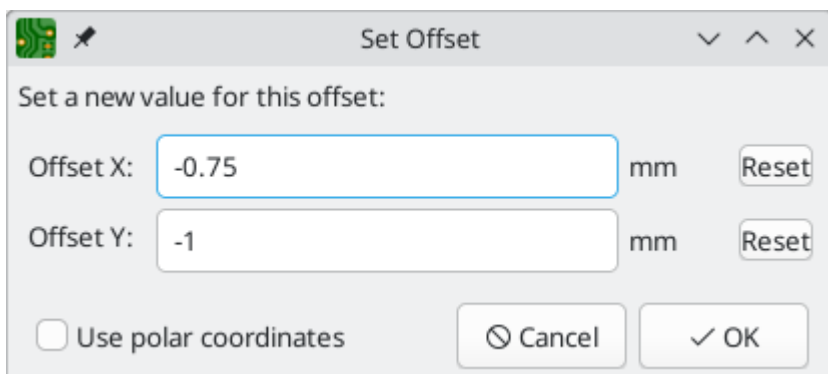 Set Offset
Set a new value for this offset:
Offset X: -0.75 mm Reset
Offset Y: -1 mm Reset
Use polar coordinates Cancel OK